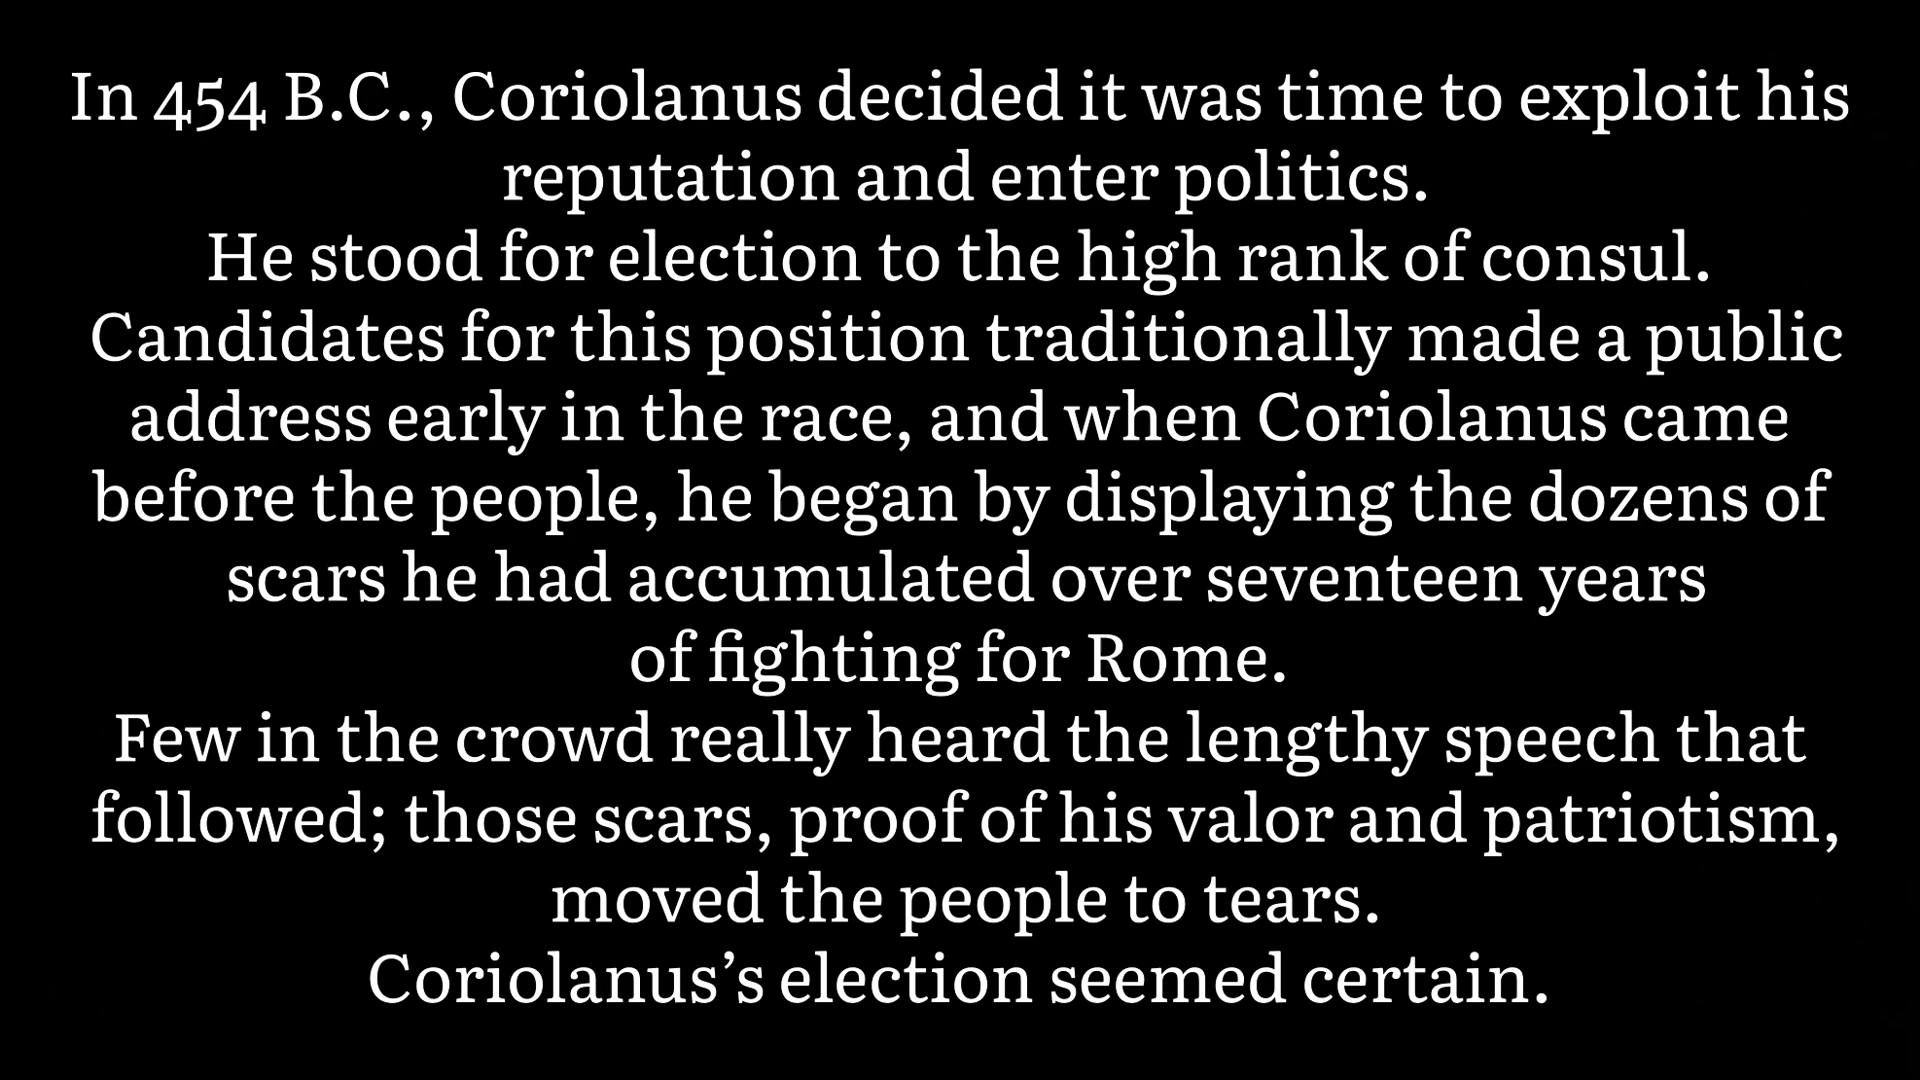 In 454 B.C., Coriolanus decided it was time to exploit his
reputation and enter politics.
He stood for election to the high rank of consul.
Candidates for this position traditionally made a public
address early in the race, and when Coriolanus came
before the people, he began by displaying the dozens of
scars he had accumulated over seventeen years
of fighting for Rome.
Few in the crowd really heard the lengthy speech that
followed; those scars, proof of his valor and patriotism,
moved the people to tears.
Coriolanus’s election seemed certain.